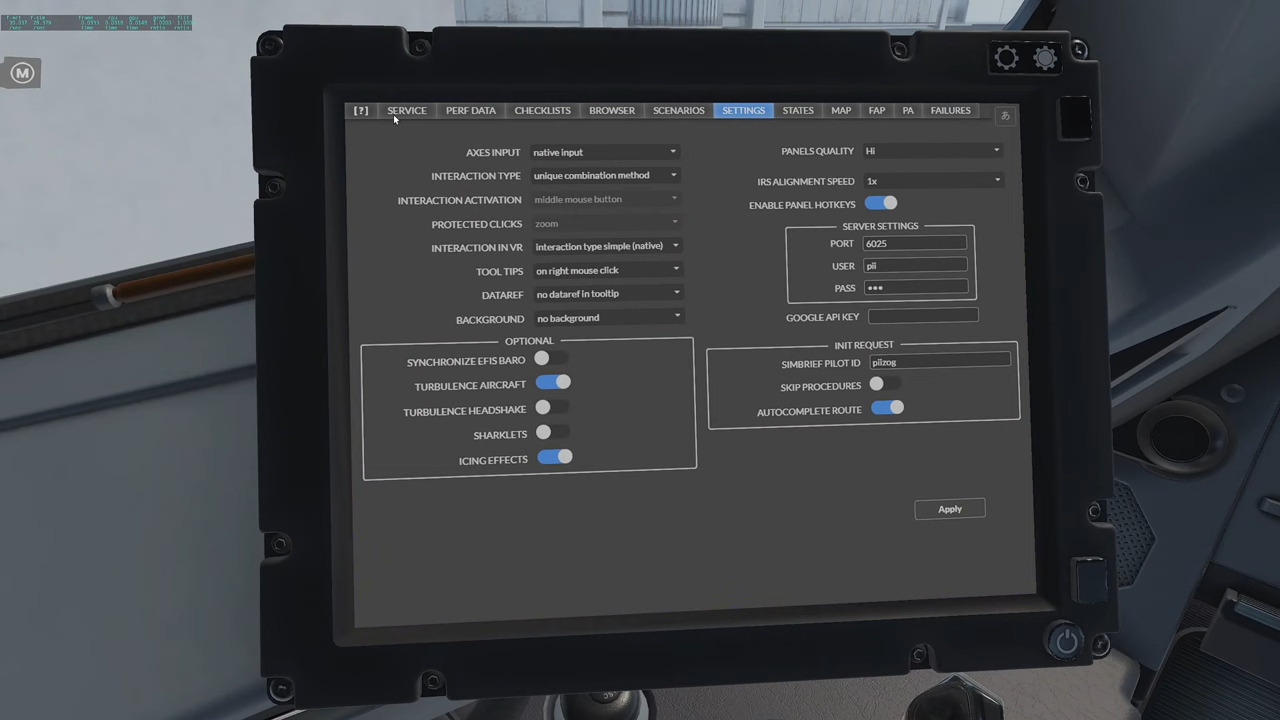 M
[?] SERVICE PERF DATA CHECKLISTS BROWSER SCENARIOS SETTINGS STATES MAP FAP PA FAILURES あ
AXES INPUT native input
INTERACTION TYPE unique combination method
INTERACTION ACTIVATION middle mouse button
PROTECTED CLICKS zoom
INTERACTION IN VR interaction type simple (native)
TOOL TIPS on right mouse click
DATAREF no dataref in tooltip
BACKGROUND no background
OPTIONAL
SYNCHRONIZE EFIS BARO
TURBULENCE AIRCRAFT
TURBULENCE HEADSHAKE
SHARKLETS
ICING EFFECTS
PANELS QUALITY Hi
IRS ALIGNMENT SPEED 1x
ENABLE PANEL HOTKEYS
SERVER SETTINGS
PORT 6025
USER pii
PASS •••
GOOGLE API KEY
INIT REQUEST
SIMBRIEF PILOT ID piizog
SKIP PROCEDURES
AUTOCOMPLETE ROUTE
Apply